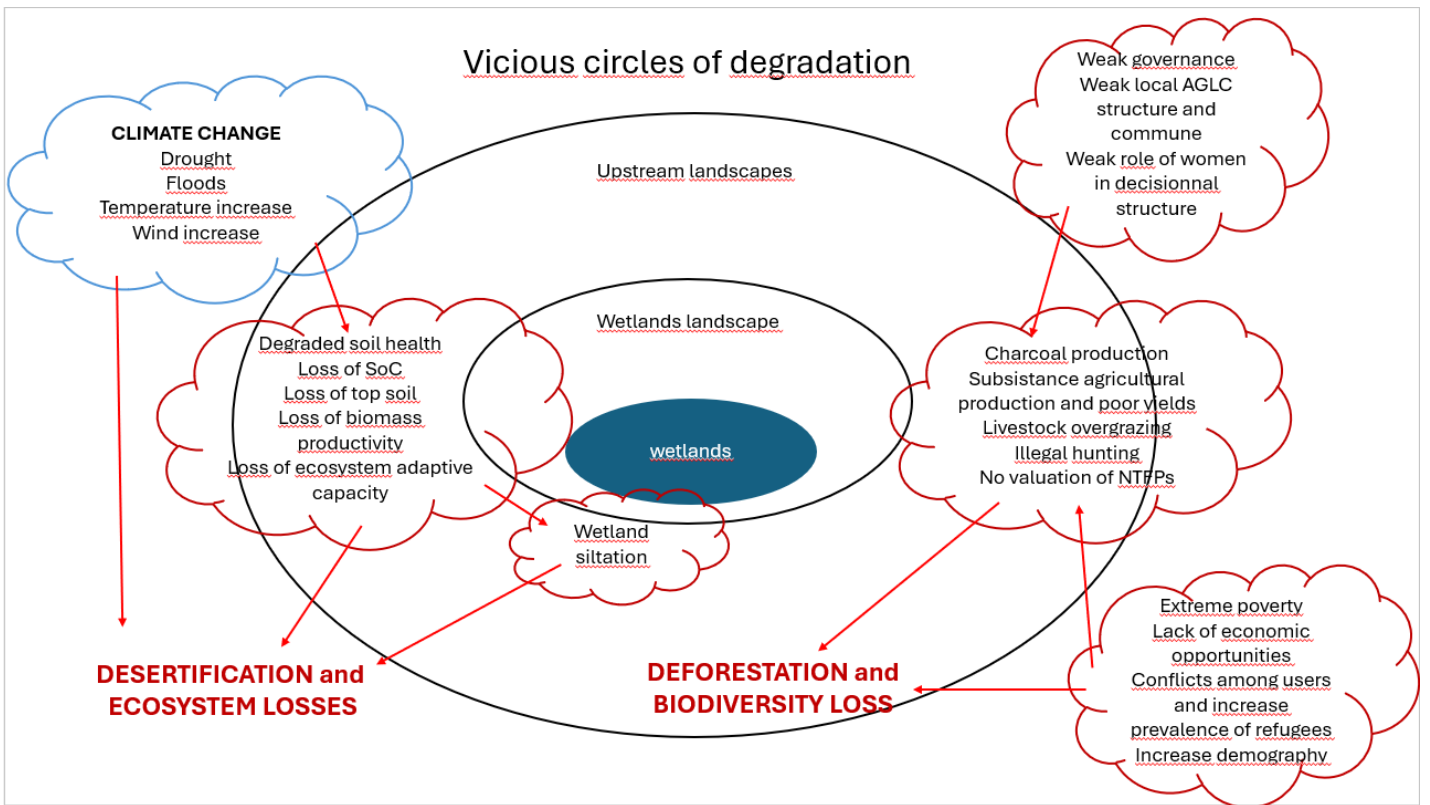 Vicious circles of degradation
CLIMATE CHANGE
Drought
Floods
Temperature increase
Wind increase
Upstream landscapes
Weak governance
Weak local AGLC
structure and
commune
Weak role of women
in decisionnal
structure
Degraded soil health
Loss of SoC
Loss of top soil
Loss of biomass
productivity
Loss of ecosystem adaptive
capacity
Wetlands landscape
wetlands
Wetland
siltation
Charcoal production
Subsistance agricultural
production and poor yields
Livestock overgrazing
Illegal hunting
No valuation of NTFPs
DESERTIFICATION and
ECOSYSTEM LOSSES
DEFORESTATION and
BIODIVERSITY LOSS
Extreme poverty
Lack of economic
opportunities
Conflicts among users
and increase
prevalence of refugees
Increase demography